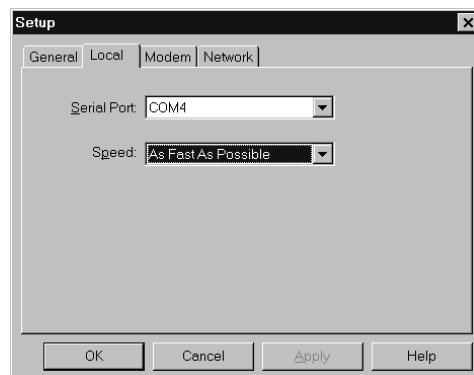 Setup
General Local Modem Network
Serial Port: COM4
Speed: As Fast As Possible
OK Cancel Apply Help